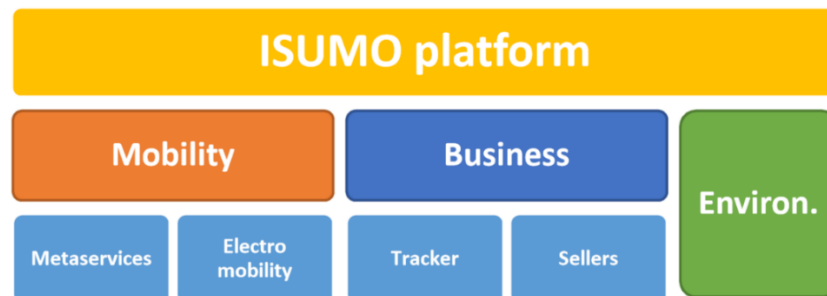 ISUMO platform
Mobility
Business
Environ.
Metaservices
Electro
mobility
Tracker
Sellers